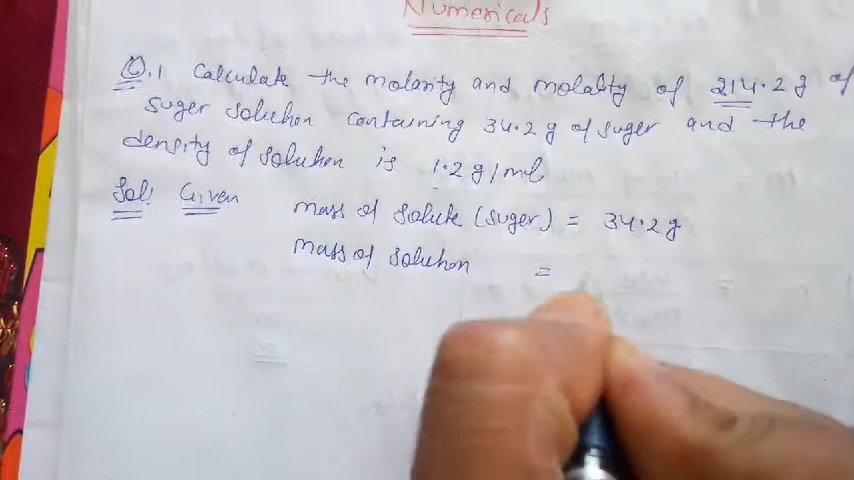 Numericals
Q.1 Calculate the molarity and molality of 214.2 g of
suger solution containing 34.2 g of suger and the
density of solution is 1.2 g/mL
Sol! Given mass of solute (suger) = 34.2 g
mass of solution =